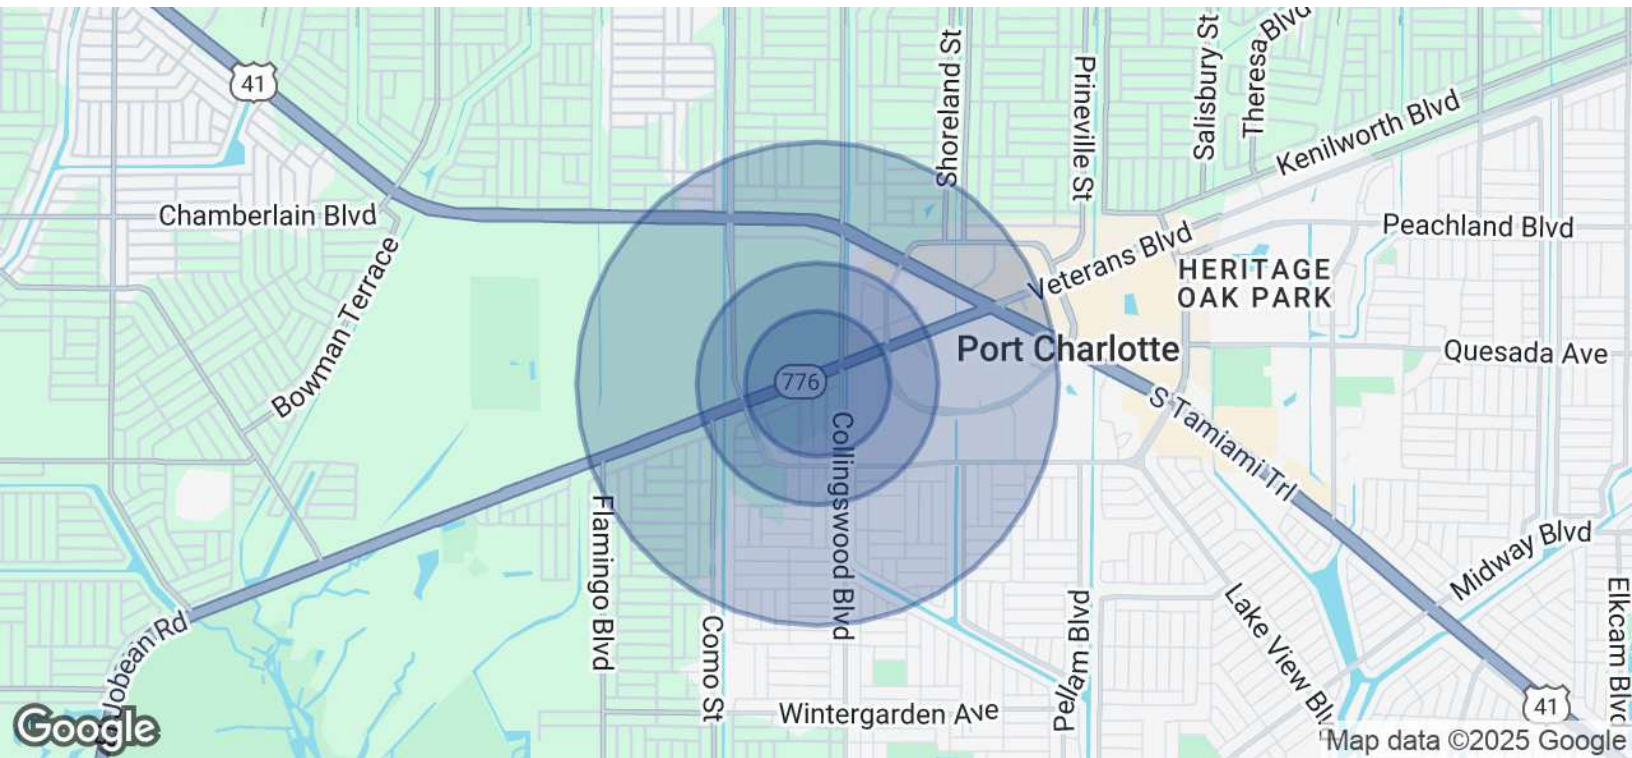 41
Shoreland St
Prineville St
Salisbury St
Theresa Blvd
Kenilworth Blvd
Chamberlain Blvd
Peachland Blvd
Veterans Blvd
HERITAGE
OAK PARK
Bowman Terrace
Port Charlotte
Quesada Ave
776
S Tamiami Trl
Collingswood Blvd
Flamingo Blvd
Midway Blvd
Elkcam Blvd
Lake View Blv
Pellam Blvd
Como St
Jobean Rd
Wintergarden Ave
41
Google
Map data ©2025 Google